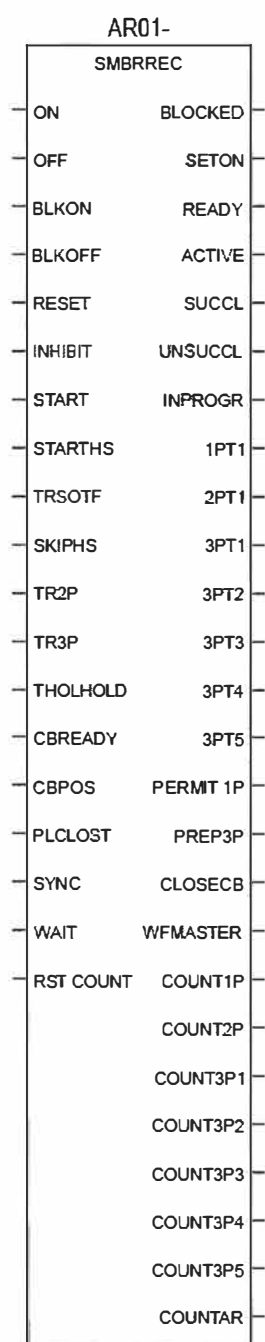 AR01-
SMBRREC
ON BLOCKED
OFF SETON
BLKON READY
BLKOFF ACTIVE
RESET SUCCL
INHIBIT UNSUCCL
START INPROGR
STARTHS 1PT1
TRSOTF 2PT1
SKIPHS 3PT1
TR2P 3PT2
TR3P 3PT3
THOLHOLD 3PT4
CBREADY 3PT5
CBPOS PERMIT 1P
PLCLOST PREP3P
SYNC CLOSECB
WAIT WFMASTER
RST COUNT COUNT1P
COUNT2P
COUNT3P1
COUNT3P2
COUNT3P3
COUNT3P4
COUNT3P5
COUNTAR